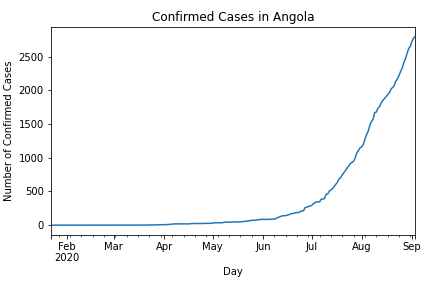 Confirmed Cases in Angola
Number of Confirmed Cases
2500
2000
1500
1000
500
0
Feb Mar Apr May Jun Jul Aug Sep
2020
Day